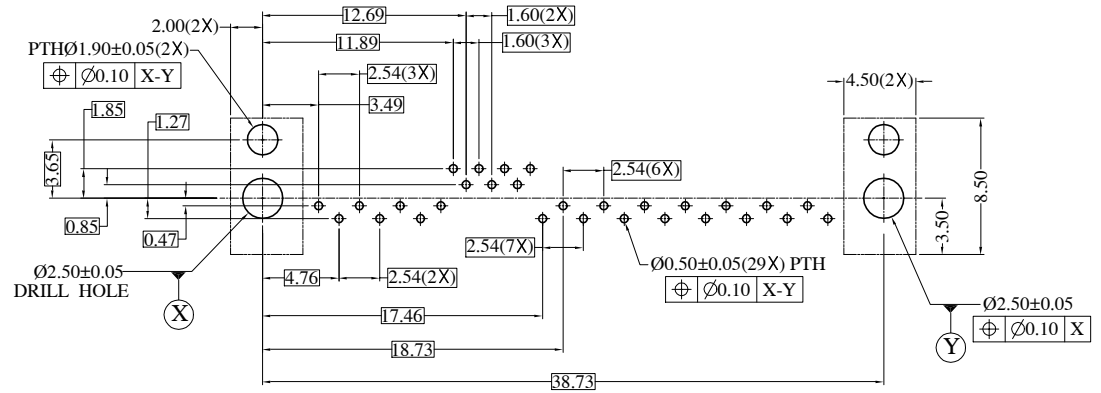 12.69
1.60(2X)
2.00(2X)
11.89
1.60(3X)
PTHØ1.90±0.05(2X)
⌖ Ø0.10 X-Y
2.54(3X)
4.50(2X)
3.49
1.85
1.27
3.65
2.54(6X)
8.50
3.50
0.85
0.47
2.54(7X)
Ø2.50±0.05
DRILL HOLE
4.76
2.54(2X)
Ø0.50±0.05(29X) PTH
⌖ Ø0.10 X-Y
X
17.46
Ø2.50±0.05
⌖ Ø0.10 X
18.73
Y
38.73